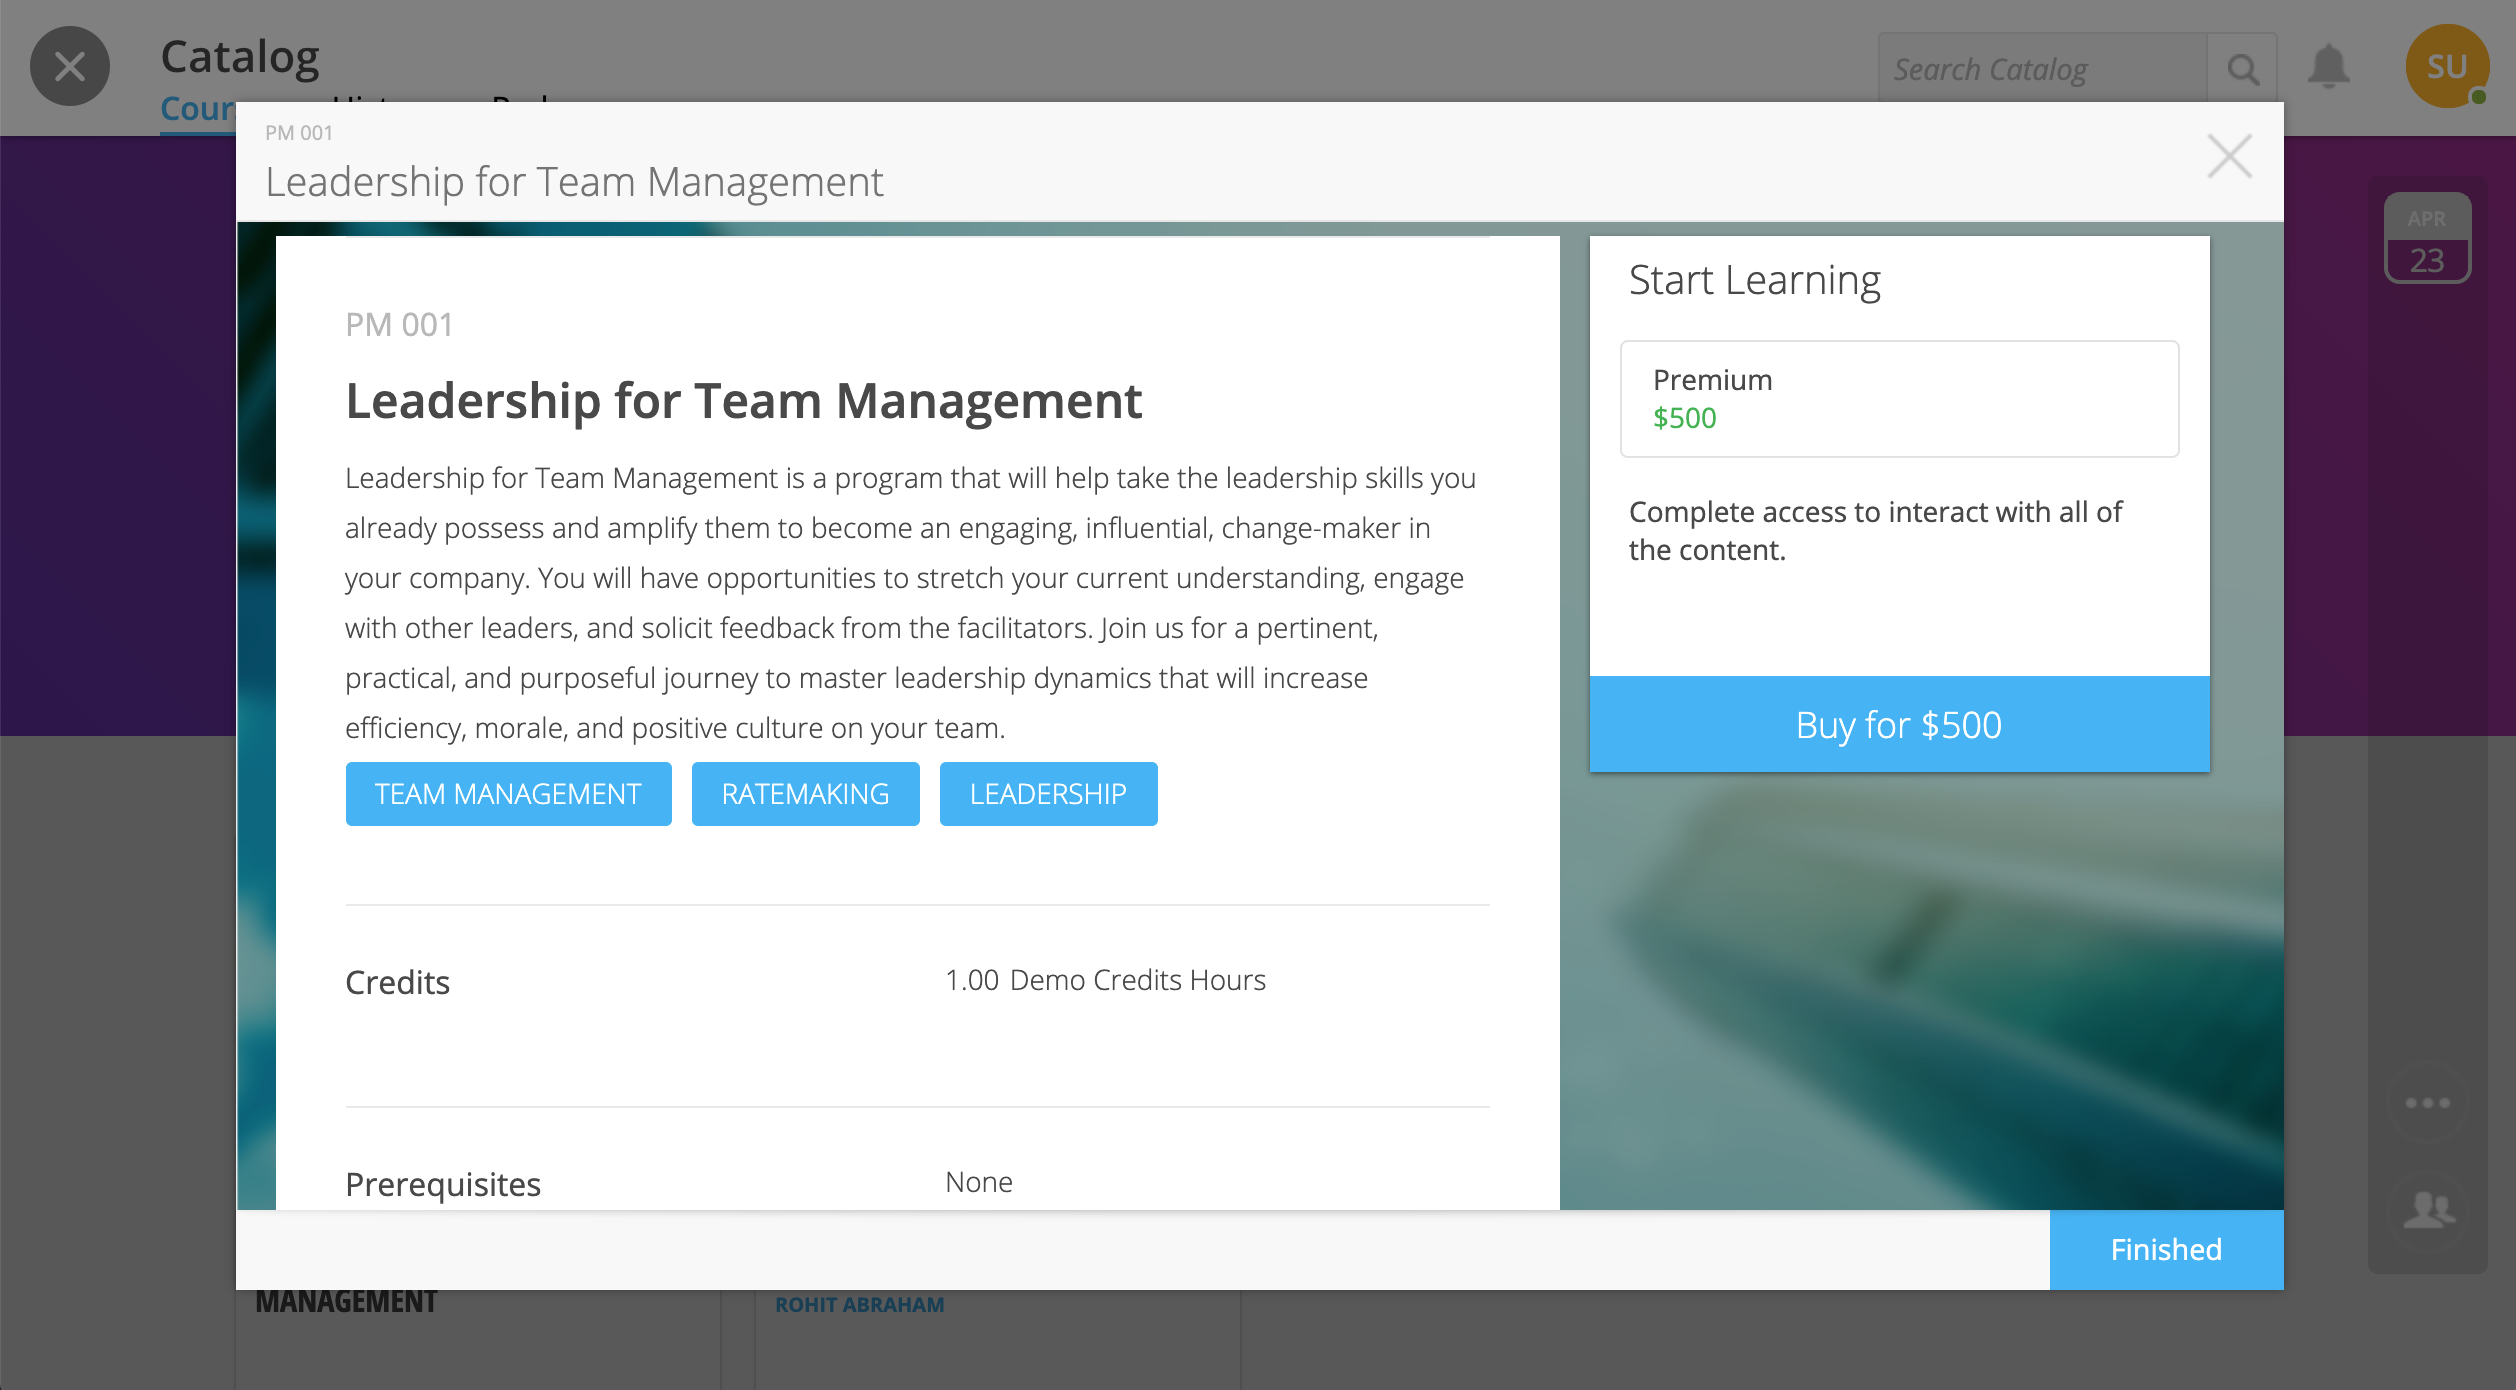 Catalog
Search Catalog
SU
PM 001
Leadership for Team Management
APR
23
PM 001
Leadership for Team Management
Leadership for Team Management is a program that will help take the leadership skills you
already possess and amplify them to become an engaging, influential, change-maker in
your company. You will have opportunities to stretch your current understanding, engage
with other leaders, and solicit feedback from the facilitators. Join us for a pertinent,
practical, and purposeful journey to master leadership dynamics that will increase
efficiency, morale, and positive culture on your team.
TEAM MANAGEMENT
RATEMAKING
LEADERSHIP
Credits
1.00 Demo Credits Hours
Prerequisites
None
Start Learning
Premium
$500
Complete access to interact with all of
the content.
Buy for $500
Finished
MANAGEMENT
ROHIT ABRAHAM